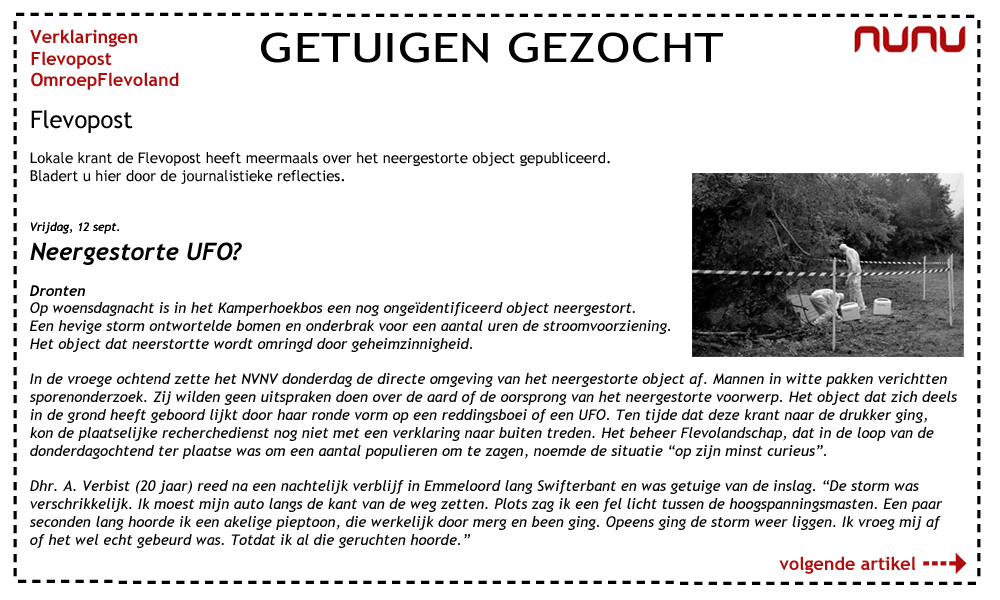 Verklaringen
Flevopost
OmroepFlevoland
GETUIGEN GEZOCHT
nunu
Flevopost
Lokale krant de Flevopost heeft meermaals over het neergestorte object gepubliceerd.
Bladert u hier door de journalistieke reflecties.
Vrijdag, 12 sept.
Neergestorte UFO?
Dronten
Op woensdagnacht is in het Kamperhoekbos een nog ongeïdentificeerd object neergestort.
Een hevige storm ontwortelde bomen en onderbrak voor een aantal uren de stroomvoorziening.
Het object dat neerstortte wordt omringd door geheimzinnigheid.
In de vroege ochtend zette het NVNV donderdag de directe omgeving van het neergestorte object af. Mannen in witte pakken verichtten
sporenonderzoek. Zij wilden geen uitspraken doen over de aard of de oorsprong van het neergestorte voorwerp. Het object dat zich deels
in de grond heeft geboord lijkt door haar ronde vorm op een reddingsboei of een UFO. Ten tijde dat deze krant naar de drukker ging,
kon de plaatselijke recherchedienst nog niet met een verklaring naar buiten treden. Het beheer Flevolandschap, dat in de loop van de
donderdagochtend ter plaatse was om een aantal populieren om te zagen, noemde de situatie “op zijn minst curieus”.
Dhr. A. Verbist (20 jaar) reed na een nachtelijk verblijf in Emmeloord lang Swifterbant en was getuige van de inslag. “De storm was
verschrikkelijk. Ik moest mijn auto langs de kant van de weg zetten. Plots zag ik een fel licht tussen de hoogspanningsmasten. Een paar
seconden lang hoorde ik een akelige pieptoon, die werkelijk door merg en been ging. Opeens ging de storm weer liggen. Ik vroeg mij af
of het wel echt gebeurd was. Totdat ik al die geruchten hoorde.”
volgende artikel